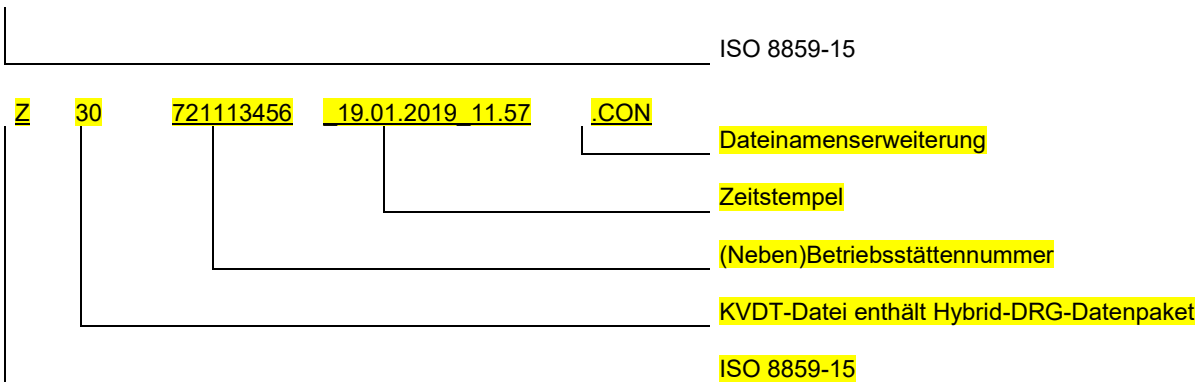 ISO 8859-15
Z 30 721113456 _19.01.2019_11.57 .CON
Dateinamenserweiterung
Zeitstempel
(Neben)Betriebsstättennummer
KVDT-Datei enthält Hybrid-DRG-Datenpaket
ISO 8859-15